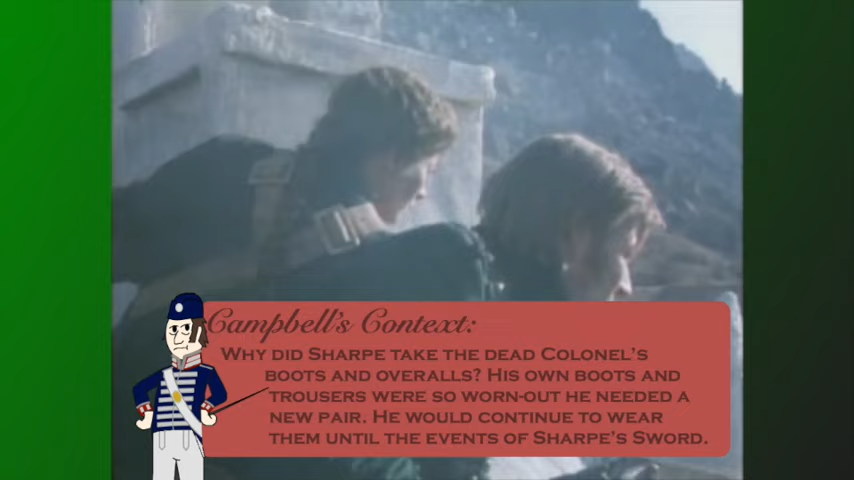 Campbell's Context:
Why did Sharpe take the dead Colonel's
boots and overalls? His own boots and
trousers were so worn-out he needed a
new pair. He would continue to wear
them until the events of Sharpe's Sword.